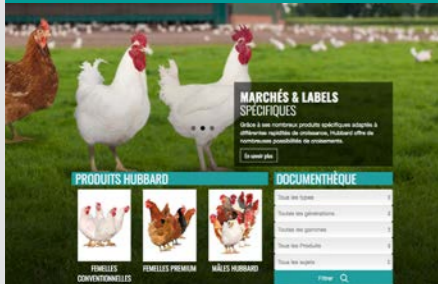 MARCHÉS & LABELS
SPÉCIFIQUES
Grâce à ses nombreux produits spécifiques adaptés à
différentes rapidités de croissance, Hubbard offre de
nombreuses possibilités de croisements.
En savoir plus
PRODUITS HUBBARD
FEMELLES
CONVENTIONNELLES
FEMELLES PREMIUM
MÂLES HUBBARD
DOCUMENTHÈQUE
Tous les types
Toutes les générations
Toutes les gammes
Tous les Produits
Tous les sujets
Filtrer